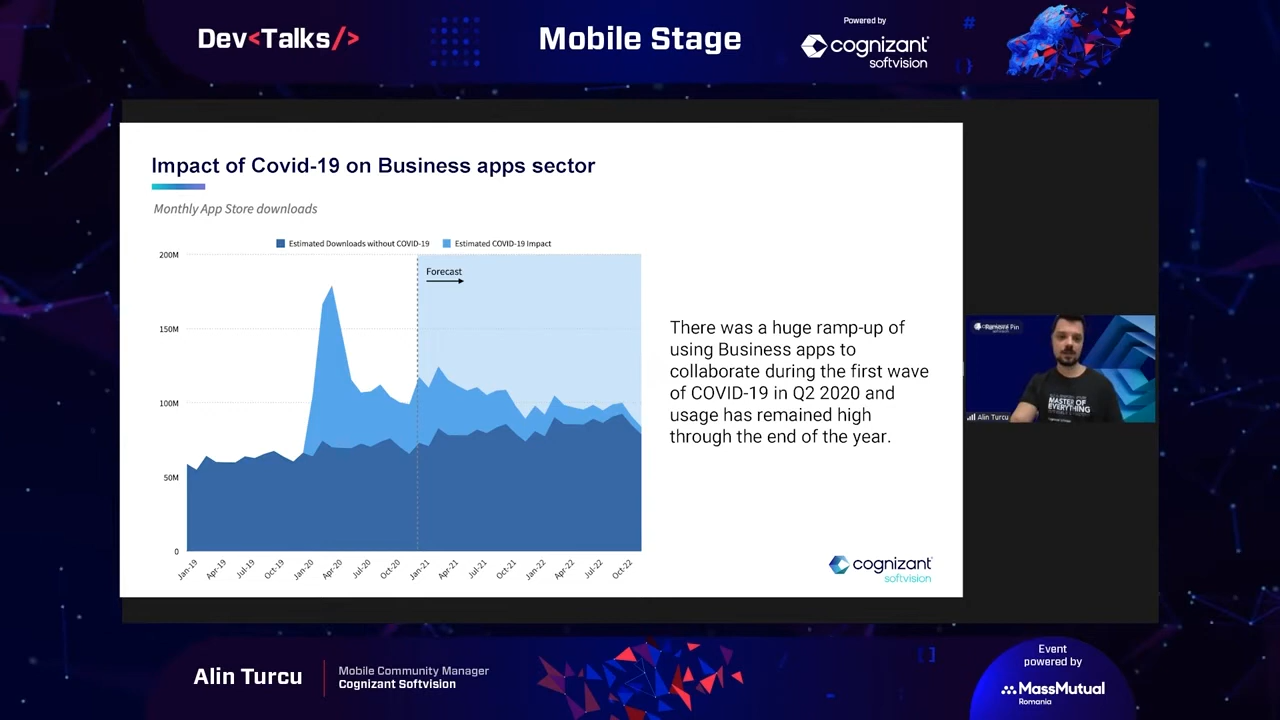 Dev<Talks/>
Mobile Stage
Powered by
cognizant
softvision
Impact of Covid-19 on Business apps sector
Monthly App Store downloads
Estimated Downloads without COVID-19
Estimated COVID-19 Impact
200M
150M
100M
50M
0
Forecast
Jan-19
Apr-19
Jul-19
Oct-19
Jan-20
Apr-20
Jul-20
Oct-20
Jan-21
Apr-21
Jul-21
Oct-21
Jan-22
Apr-22
Jul-22
Oct-22
There was a huge ramp-up of
using Business apps to
collaborate during the first wave
of COVID-19 in Q2 2020 and
usage has remained high
through the end of the year.
cognizant
softvision
Pin
MASTER OF
EVERYTHING
Alin Turcu
Alin Turcu
Mobile Community Manager
Cognizant Softvision
Event
powered by
MassMutual
Romania